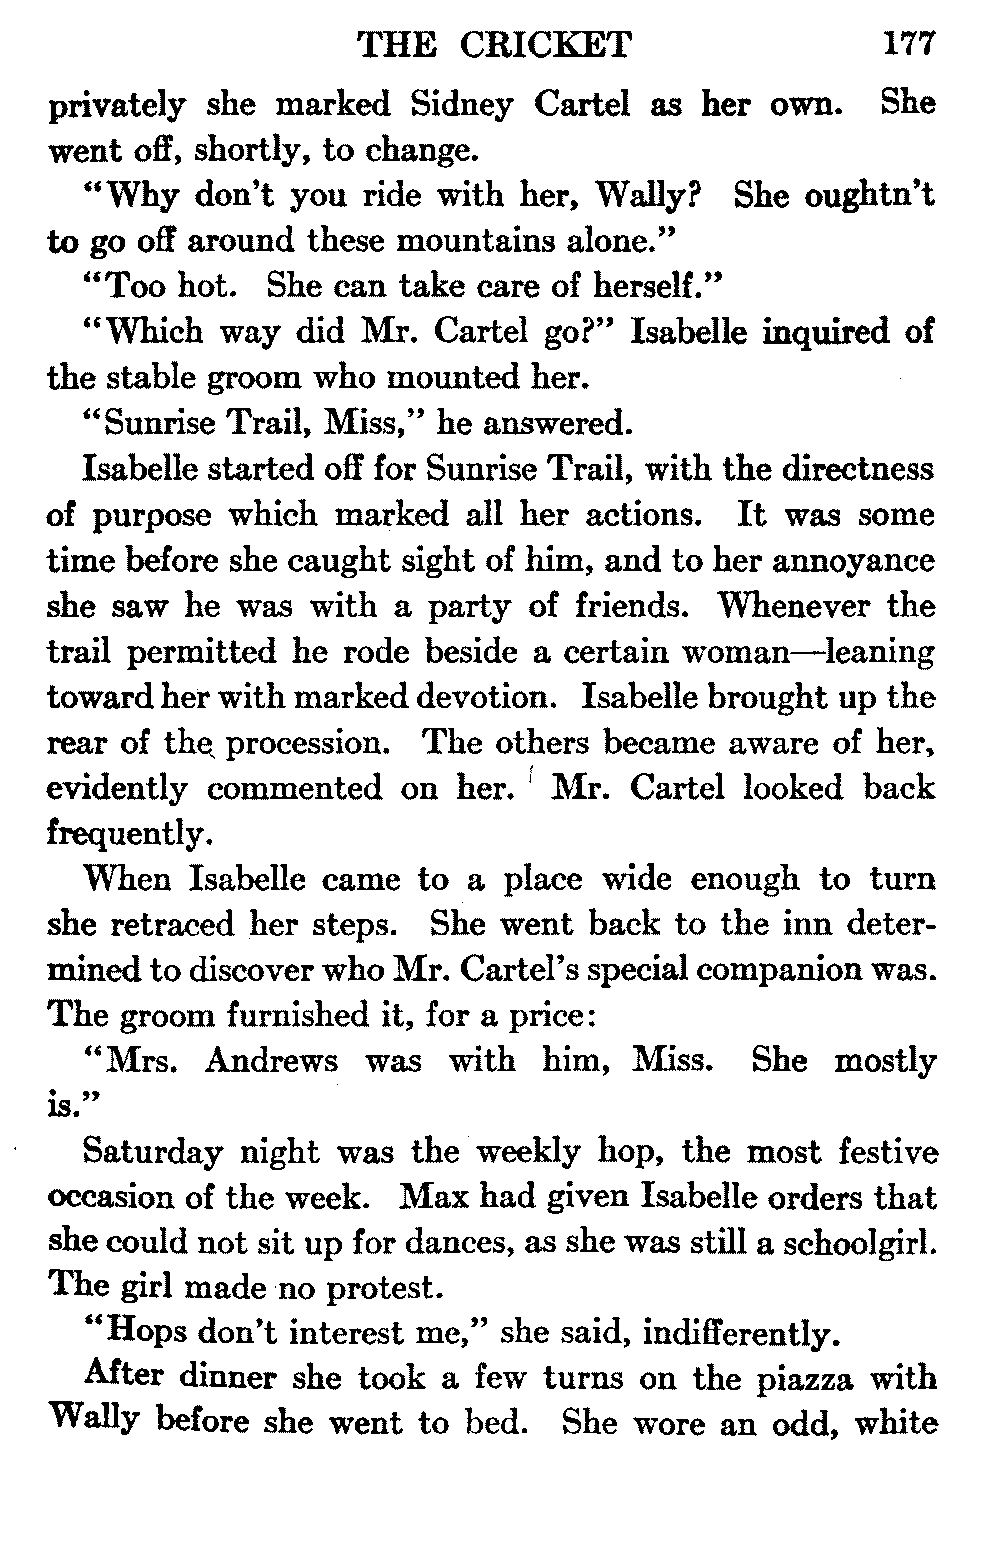 THE CRICKET 177
privately she marked Sidney Cartel as her own. She
went off, shortly, to change.
"Why don't you ride with her, Wally? She oughtn't
to go off around these mountains alone."
"Too hot. She can take care of herself."
"Which way did Mr. Cartel go?" Isabelle inquired of
the stable groom who mounted her.
"Sunrise Trail, Miss," he answered.
Isabelle started off for Sunrise Trail, with the directness
of purpose which marked all her actions. It was some
time before she caught sight of him, and to her annoyance
she saw he was with a party of friends. Whenever the
trail permitted he rode beside a certain woman—leaning
toward her with marked devotion. Isabelle brought up the
rear of the procession. The others became aware of her,
evidently commented on her. Mr. Cartel looked back
frequently.
When Isabelle came to a place wide enough to turn
she retraced her steps. She went back to the inn deter-
mined to discover who Mr. Cartel's special companion was.
The groom furnished it, for a price:
"Mrs. Andrews was with him, Miss. She mostly
is."
Saturday night was the weekly hop, the most festive
occasion of the week. Max had given Isabelle orders that
she could not sit up for dances, as she was still a schoolgirl.
The girl made no protest.
"Hops don't interest me," she said, indifferently.
After dinner she took a few turns on the piazza with
Wally before she went to bed. She wore an odd, white